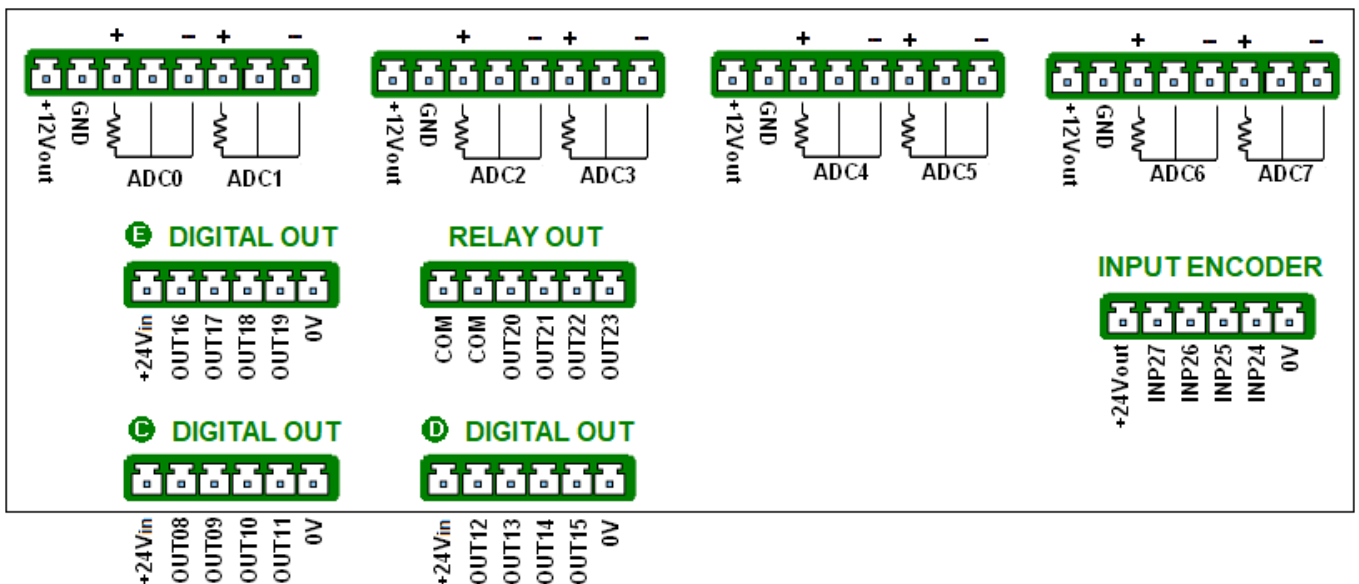 + − + −
+ − + −
+ − + −
+ − + −
+12Vout
GND
ADC0 ADC1
+12Vout
GND
ADC2 ADC3
+12Vout
GND
ADC4 ADC5
+12Vout
GND
ADC6 ADC7
E DIGITAL OUT
+24Vin
OUT16
OUT17
OUT18
OUT19
0V
RELAY OUT
COM
COM
OUT20
OUT21
OUT22
OUT23
INPUT ENCODER
+24Vout
INP27
INP26
INP25
INP24
0V
C DIGITAL OUT
+24Vin
OUT08
OUT09
OUT10
OUT11
0V
D DIGITAL OUT
+24Vin
OUT12
OUT13
OUT14
OUT15
0V